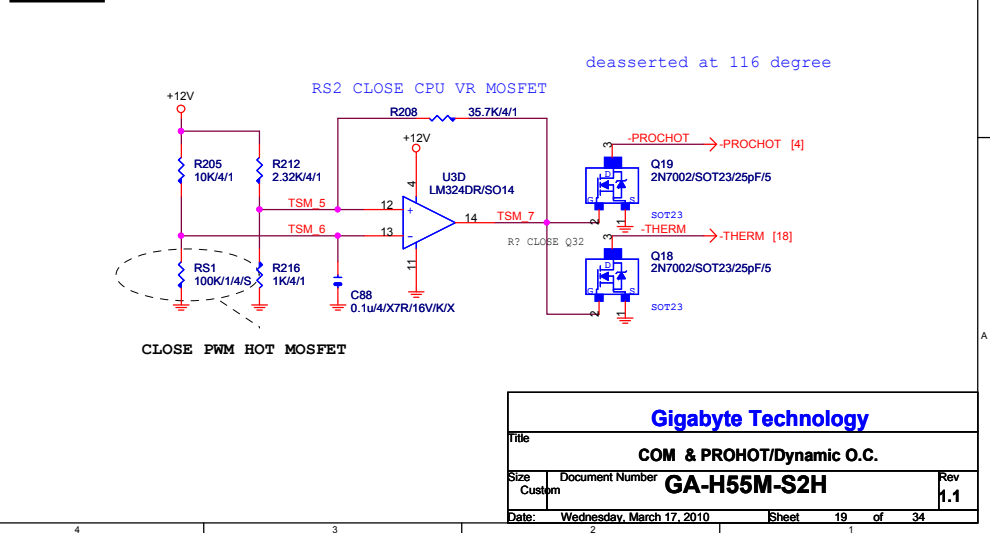 deasserted at 116 degree
RS2 CLOSE CPU VR MOSFET
+12V
R208
35.7K/4/1
+12V
-PROCHOT
-PROCHOT [4]
3
R205
10K/4/1
R212
2.32K/4/1
U3D
LM324DR/SO14
4
Q19
2N7002/SOT23/25pF/5
D
G
S
TSM_5
12
+
TSM_6
13
-
14
TSM_7
2
1
SOT23
-THERM
-THERM [18]
R? CLOSE Q32
3
11
Q18
2N7002/SOT23/25pF/5
D
G
S
RS1
100K/1/4/S
R216
1K/4/1
C88
0.1u/4/X7R/16V/K/X
2
1
SOT23
CLOSE PWM HOT MOSFET
A
Gigabyte Technology
Title
COM & PROHOT/Dynamic O.C.
Size
Custom
Document Number
GA-H55M-S2H
Rev
1.1
Date:
Wednesday, March 17, 2010
Sheet
19
of
34
4
3
2
1